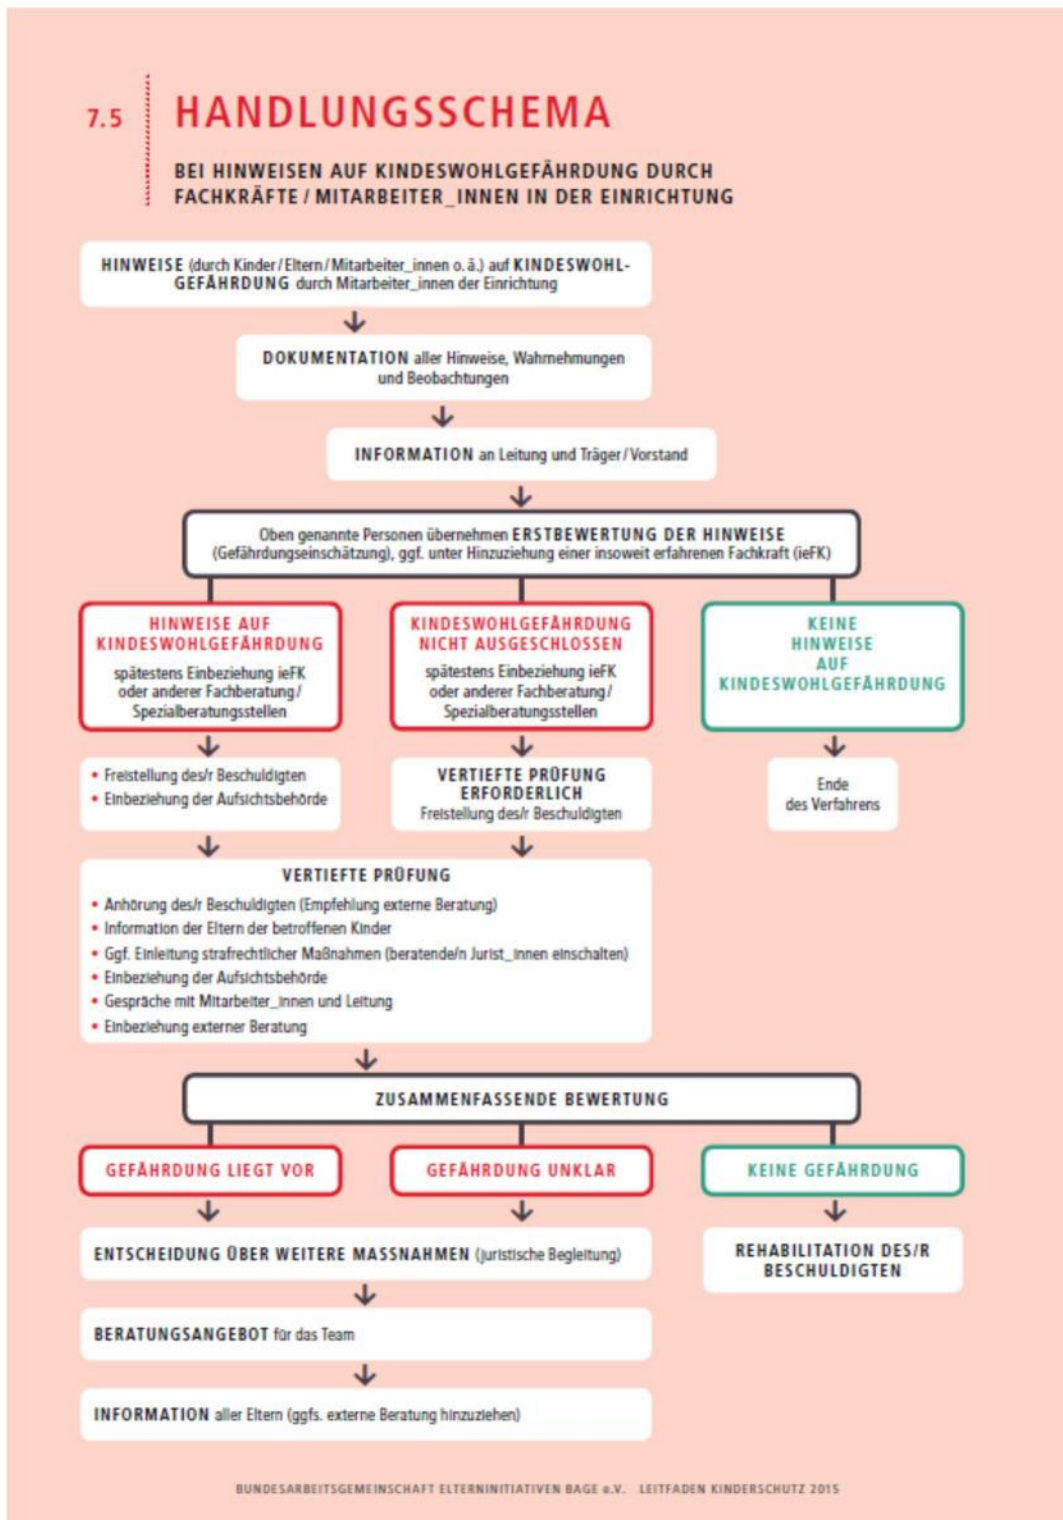 7.5
HANDLUNGSSCHEMA
BEI HINWEISEN AUF KINDESWOHLGEFÄHRDUNG DURCH
FACHKRÄFTE / MITARBEITER_INNEN IN DER EINRICHTUNG
HINWEISE (durch Kinder/Eltern/Mitarbeiter_innen o. ä.) auf KINDESWOHL-
GEFÄHRDUNG durch Mitarbeiter_innen der Einrichtung
DOKUMENTATION aller Hinweise, Wahrnehmungen
und Beobachtungen
INFORMATION an Leitung und Träger/Vorstand
Oben genannte Personen übernehmen ERSTBEWERTUNG DER HINWEISE
(Gefährdungseinschätzung), ggf. unter Hinzuziehung einer insoweit erfahrenen Fachkraft (ieFK)
HINWEISE AUF
KINDESWOHLGEFÄHRDUNG
spätestens Einbeziehung ieFK
oder anderer Fachberatung/
Spezialberatungsstellen
KINDESWOHLGEFÄHRDUNG
NICHT AUSGESCHLOSSEN
spätestens Einbeziehung ieFK
oder anderer Fachberatung/
Spezialberatungsstellen
KEINE
HINWEISE
AUF
KINDESWOHLGEFÄHRDUNG
• Freistellung des/r Beschuldigten
• Einbeziehung der Aufsichtsbehörde
VERTIEFTE PRÜFUNG
ERFORDERLICH
Freistellung des/r Beschuldigten
Ende
des Verfahrens
VERTIEFTE PRÜFUNG
• Anhörung des/r Beschuldigten (Empfehlung externe Beratung)
• Information der Eltern der betroffenen Kinder
• Ggf. Einleitung strafrechtlicher Maßnahmen (beratende/n Jurist_innen einschalten)
• Einbeziehung der Aufsichtsbehörde
• Gespräche mit Mitarbeiter_innen und Leitung
• Einbeziehung externer Beratung
ZUSAMMENFASSENDE BEWERTUNG
GEFÄHRDUNG LIEGT VOR
GEFÄHRDUNG UNKLAR
KEINE GEFÄHRDUNG
ENTSCHEIDUNG ÜBER WEITERE MASSNAHMEN (juristische Begleitung)
REHABILITATION DES/R
BESCHULDIGTEN
BERATUNGSANGEBOT für das Team
INFORMATION aller Eltern (ggfs. externe Beratung hinzuziehen)
BUNDESARBEITSGEMEINSCHAFT ELTERNINITIATIVEN BAGE e.V. LEITFADEN KINDERSCHUTZ 2015